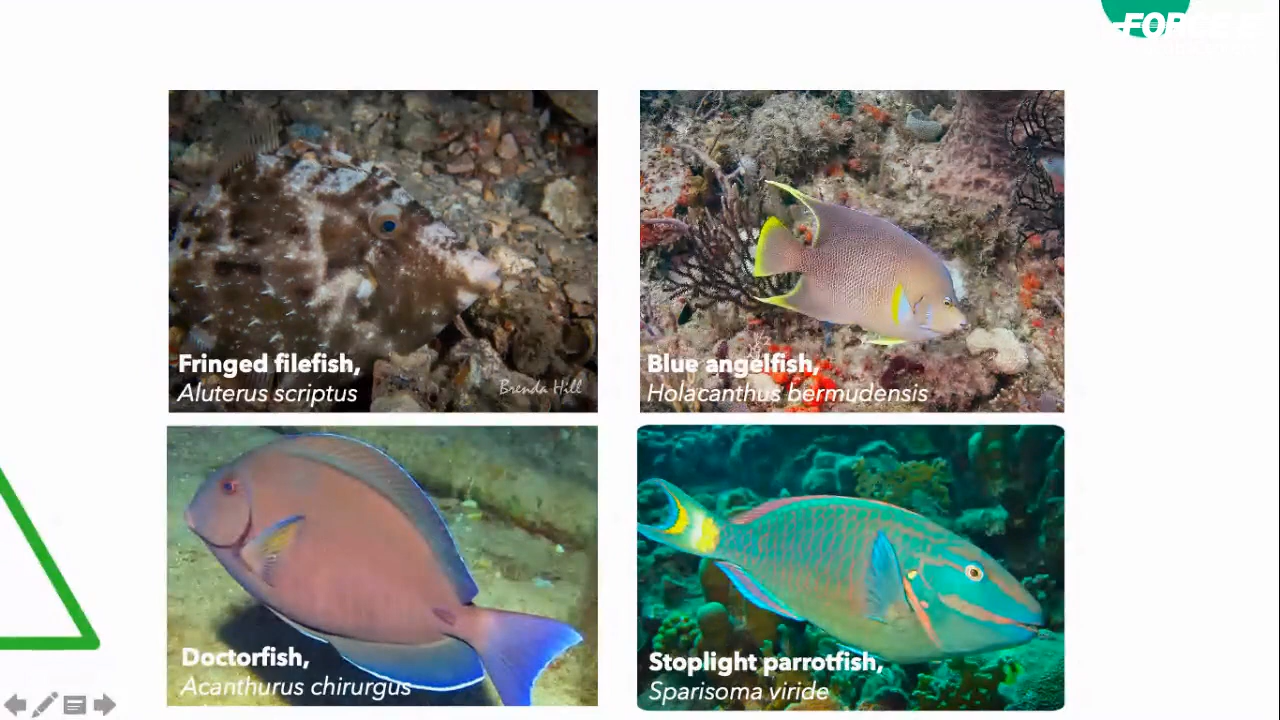 Fringed filefish,
Aluterus scriptus
Brenda Hill
Blue angelfish,
Holacanthus bermudensis
Doctorfish,
Acanthurus chirurgus
Stoplight parrotfish,
Sparisoma viride